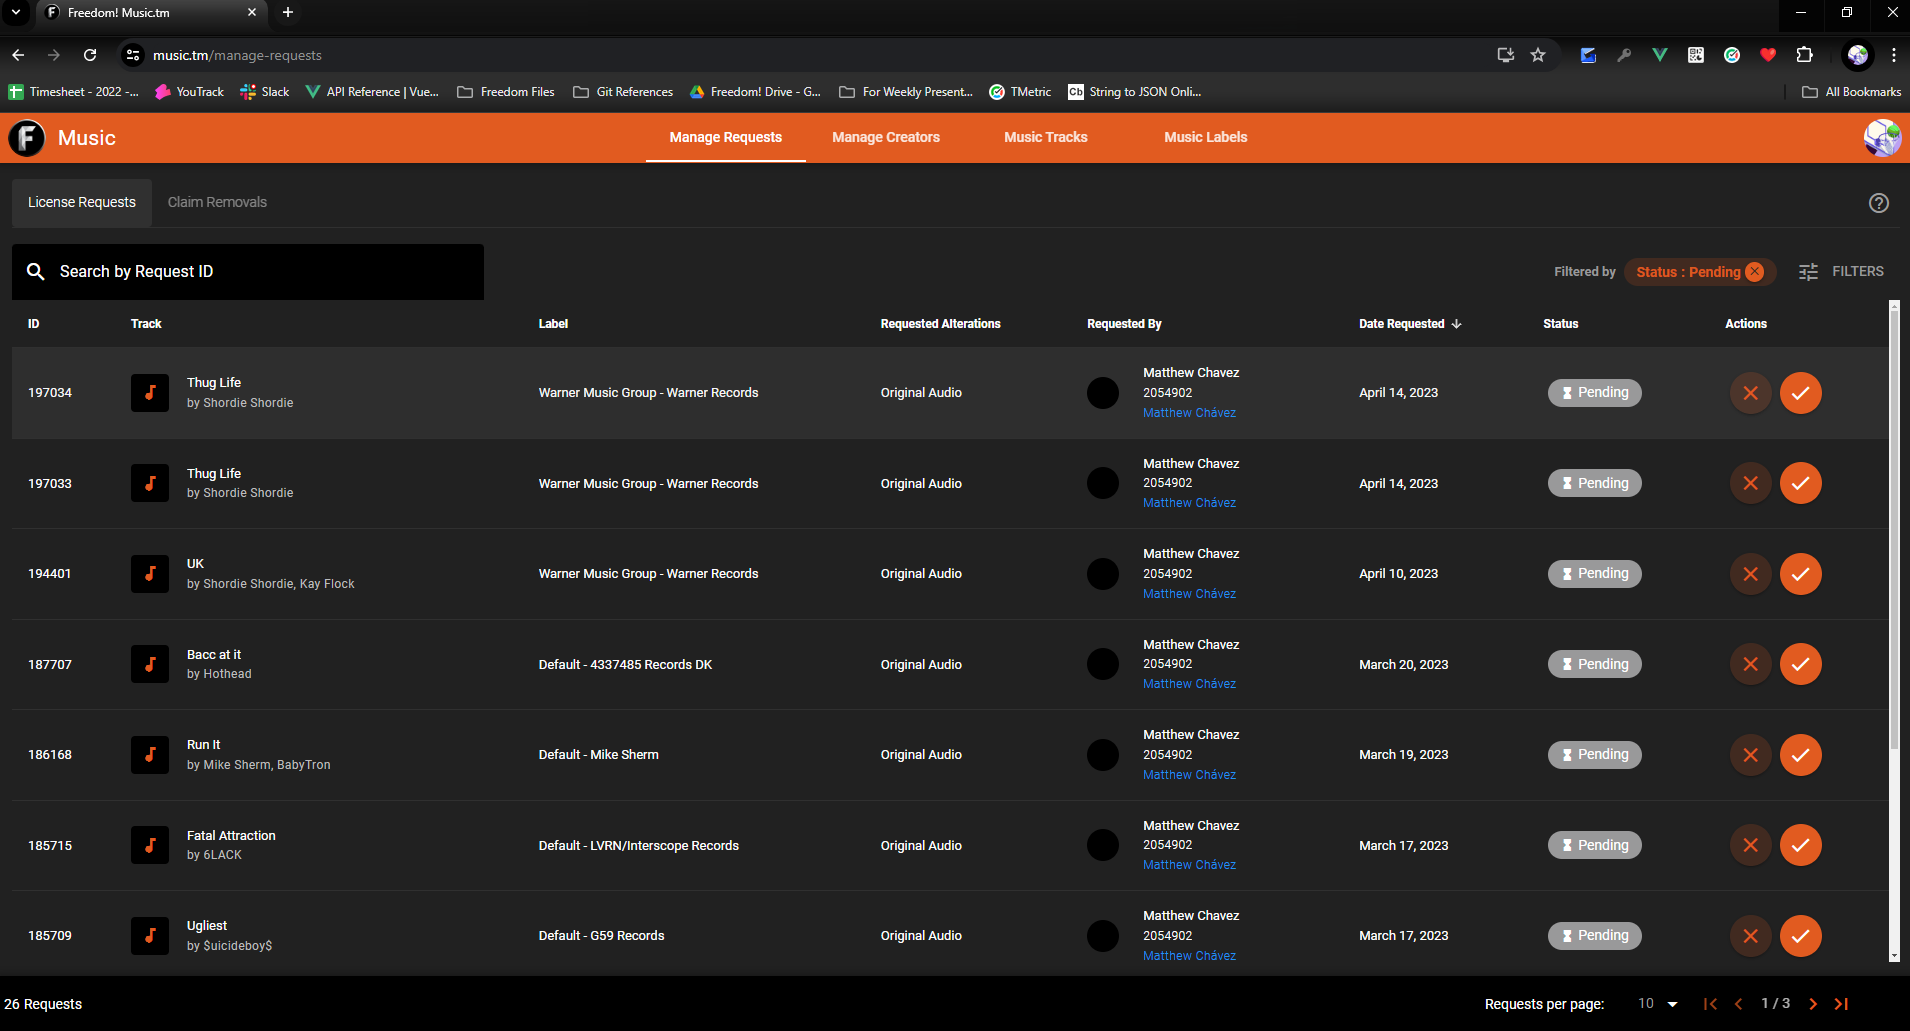 Freedom! Music.tm
music.tm/manage-requests
Timesheet - 2022 -... YouTrack Slack API Reference | Vue... Freedom Files Git References Freedom! Drive - G... For Weekly Present... TMetric Cb String to JSON Onli... All Bookmarks
F Music Manage Requests Manage Creators Music Tracks Music Labels
License Requests Claim Removals
Search by Request ID Filtered by Status : Pending FILTERS
ID Track Label Requested Alterations Requested By Date Requested Status Actions
Thug Life Matthew Chavez
197034 Warner Music Group - Warner Records Original Audio 2054902 April 14, 2023 Pending
by Shordie Shordie Matthew Chávez
Thug Life Matthew Chavez
197033 Warner Music Group - Warner Records Original Audio 2054902 April 14, 2023 Pending
by Shordie Shordie Matthew Chávez
UK Matthew Chavez
194401 Warner Music Group - Warner Records Original Audio 2054902 April 10, 2023 Pending
by Shordie Shordie, Kay Flock Matthew Chávez
Bacc at it Matthew Chavez
187707 Default - 4337485 Records DK Original Audio 2054902 March 20, 2023 Pending
by Hothead Matthew Chávez
Run It Matthew Chavez
186168 Default - Mike Sherm Original Audio 2054902 March 19, 2023 Pending
by Mike Sherm, BabyTron Matthew Chávez
Fatal Attraction Matthew Chavez
185715 Default - LVRN/Interscope Records Original Audio 2054902 March 17, 2023 Pending
by 6LACK Matthew Chávez
Ugliest Matthew Chavez
185709 Default - G59 Records Original Audio 2054902 March 17, 2023 Pending
by $uicideboy$ Matthew Chávez
26 Requests Requests per page: 10 1 / 3